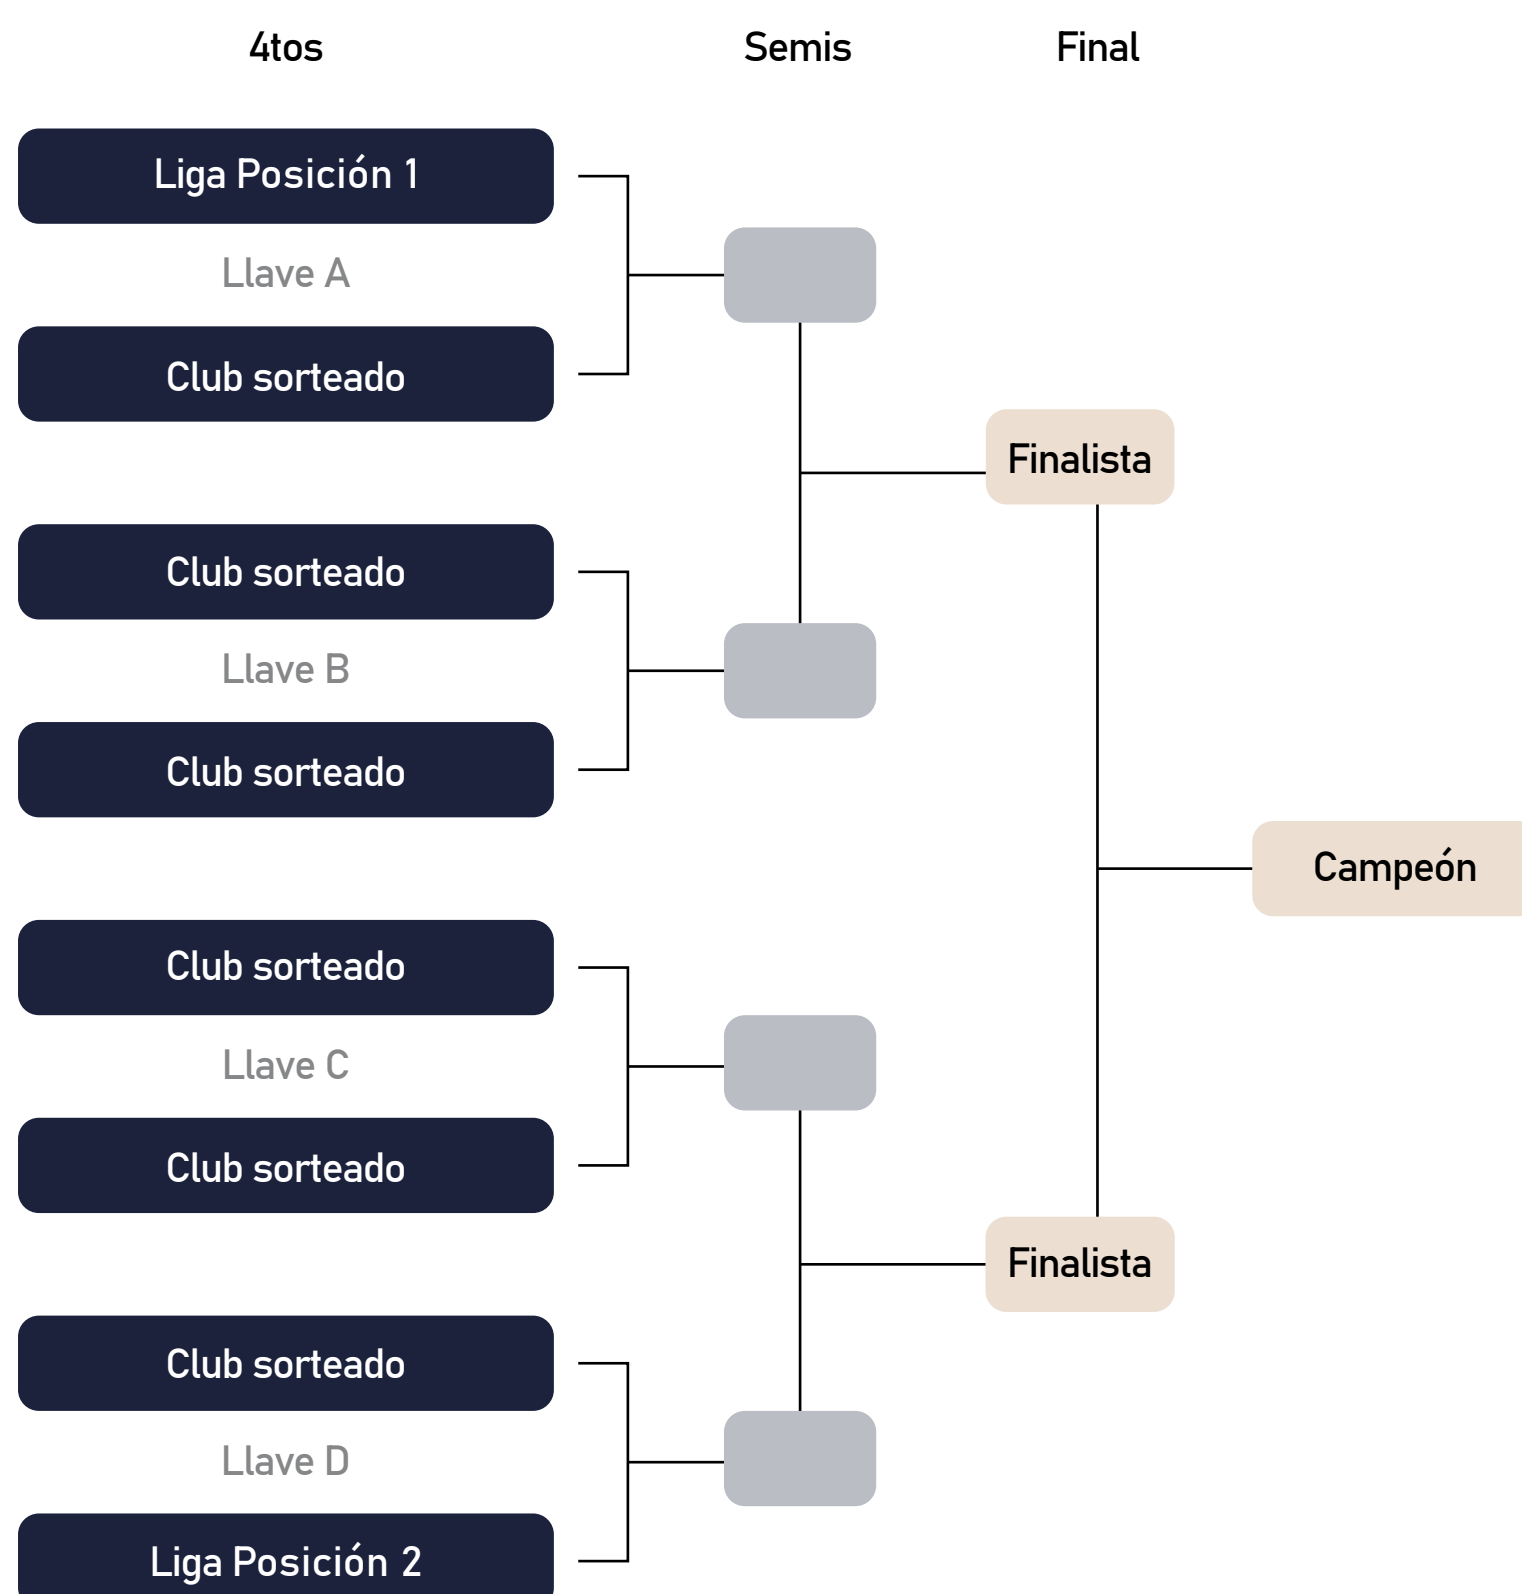 4tos
Semis
Final
Liga Posición 1
Llave A
Club sorteado
Finalista
Club sorteado
Llave B
Club sorteado
Campeón
Club sorteado
Llave C
Club sorteado
Finalista
Club sorteado
Llave D
Liga Posición 2